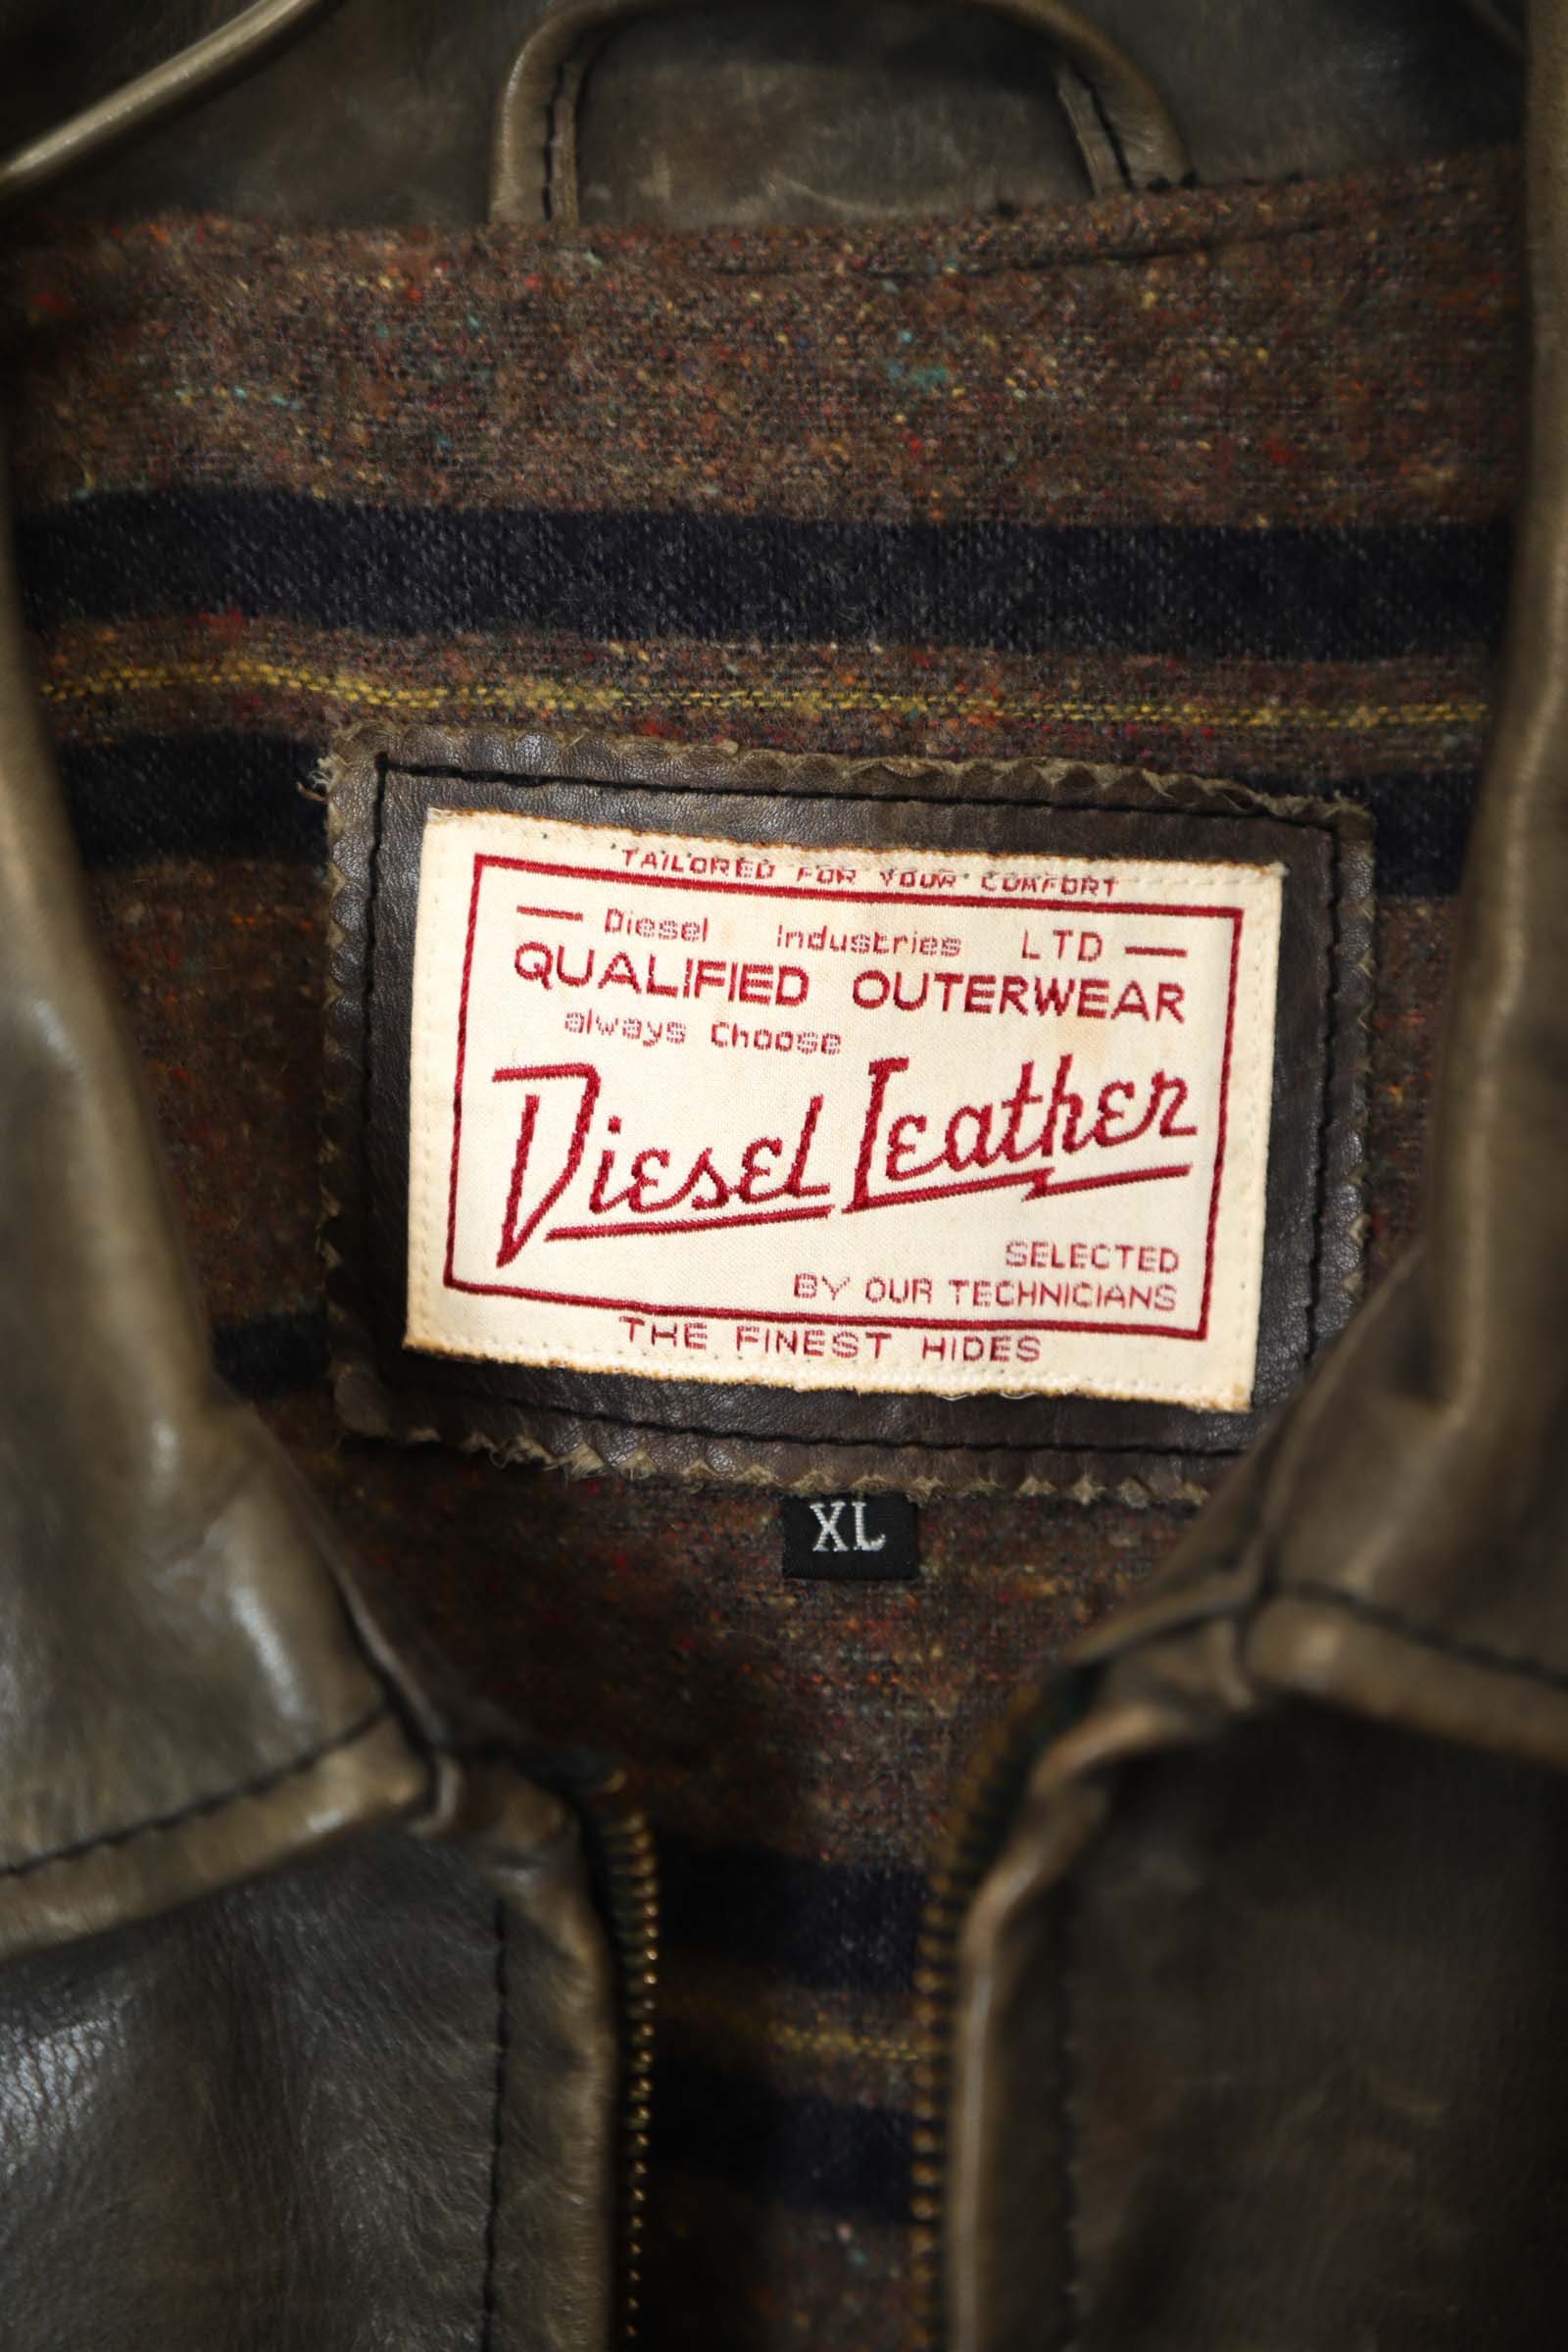 TAILORED FOR YOUR COMFORT
Diesel Industries LTD
QUALIFIED OUTERWEAR
always Choose
Diesel Leather
SELECTED
BY OUR TECHNICIANS
THE FINEST HIDES
XL